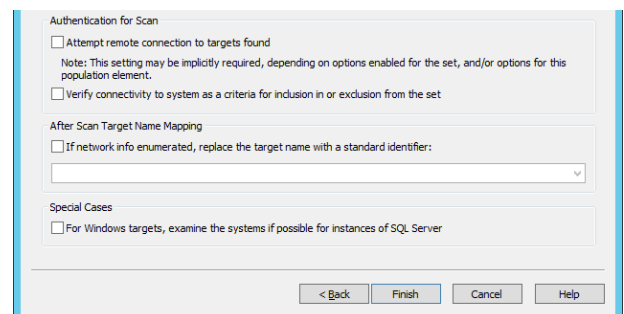 Authentication for Scan
Attempt remote connection to targets found
Note: This setting may be implicitly required, depending on options enabled for the set, and/or options for this
population element.
Verify connectivity to system as a criteria for inclusion in or exclusion from the set
After Scan Target Name Mapping
If network info enumerated, replace the target name with a standard identifier:
Special Cases
For Windows targets, examine the systems if possible for instances of SQL Server
< Back Finish Cancel Help